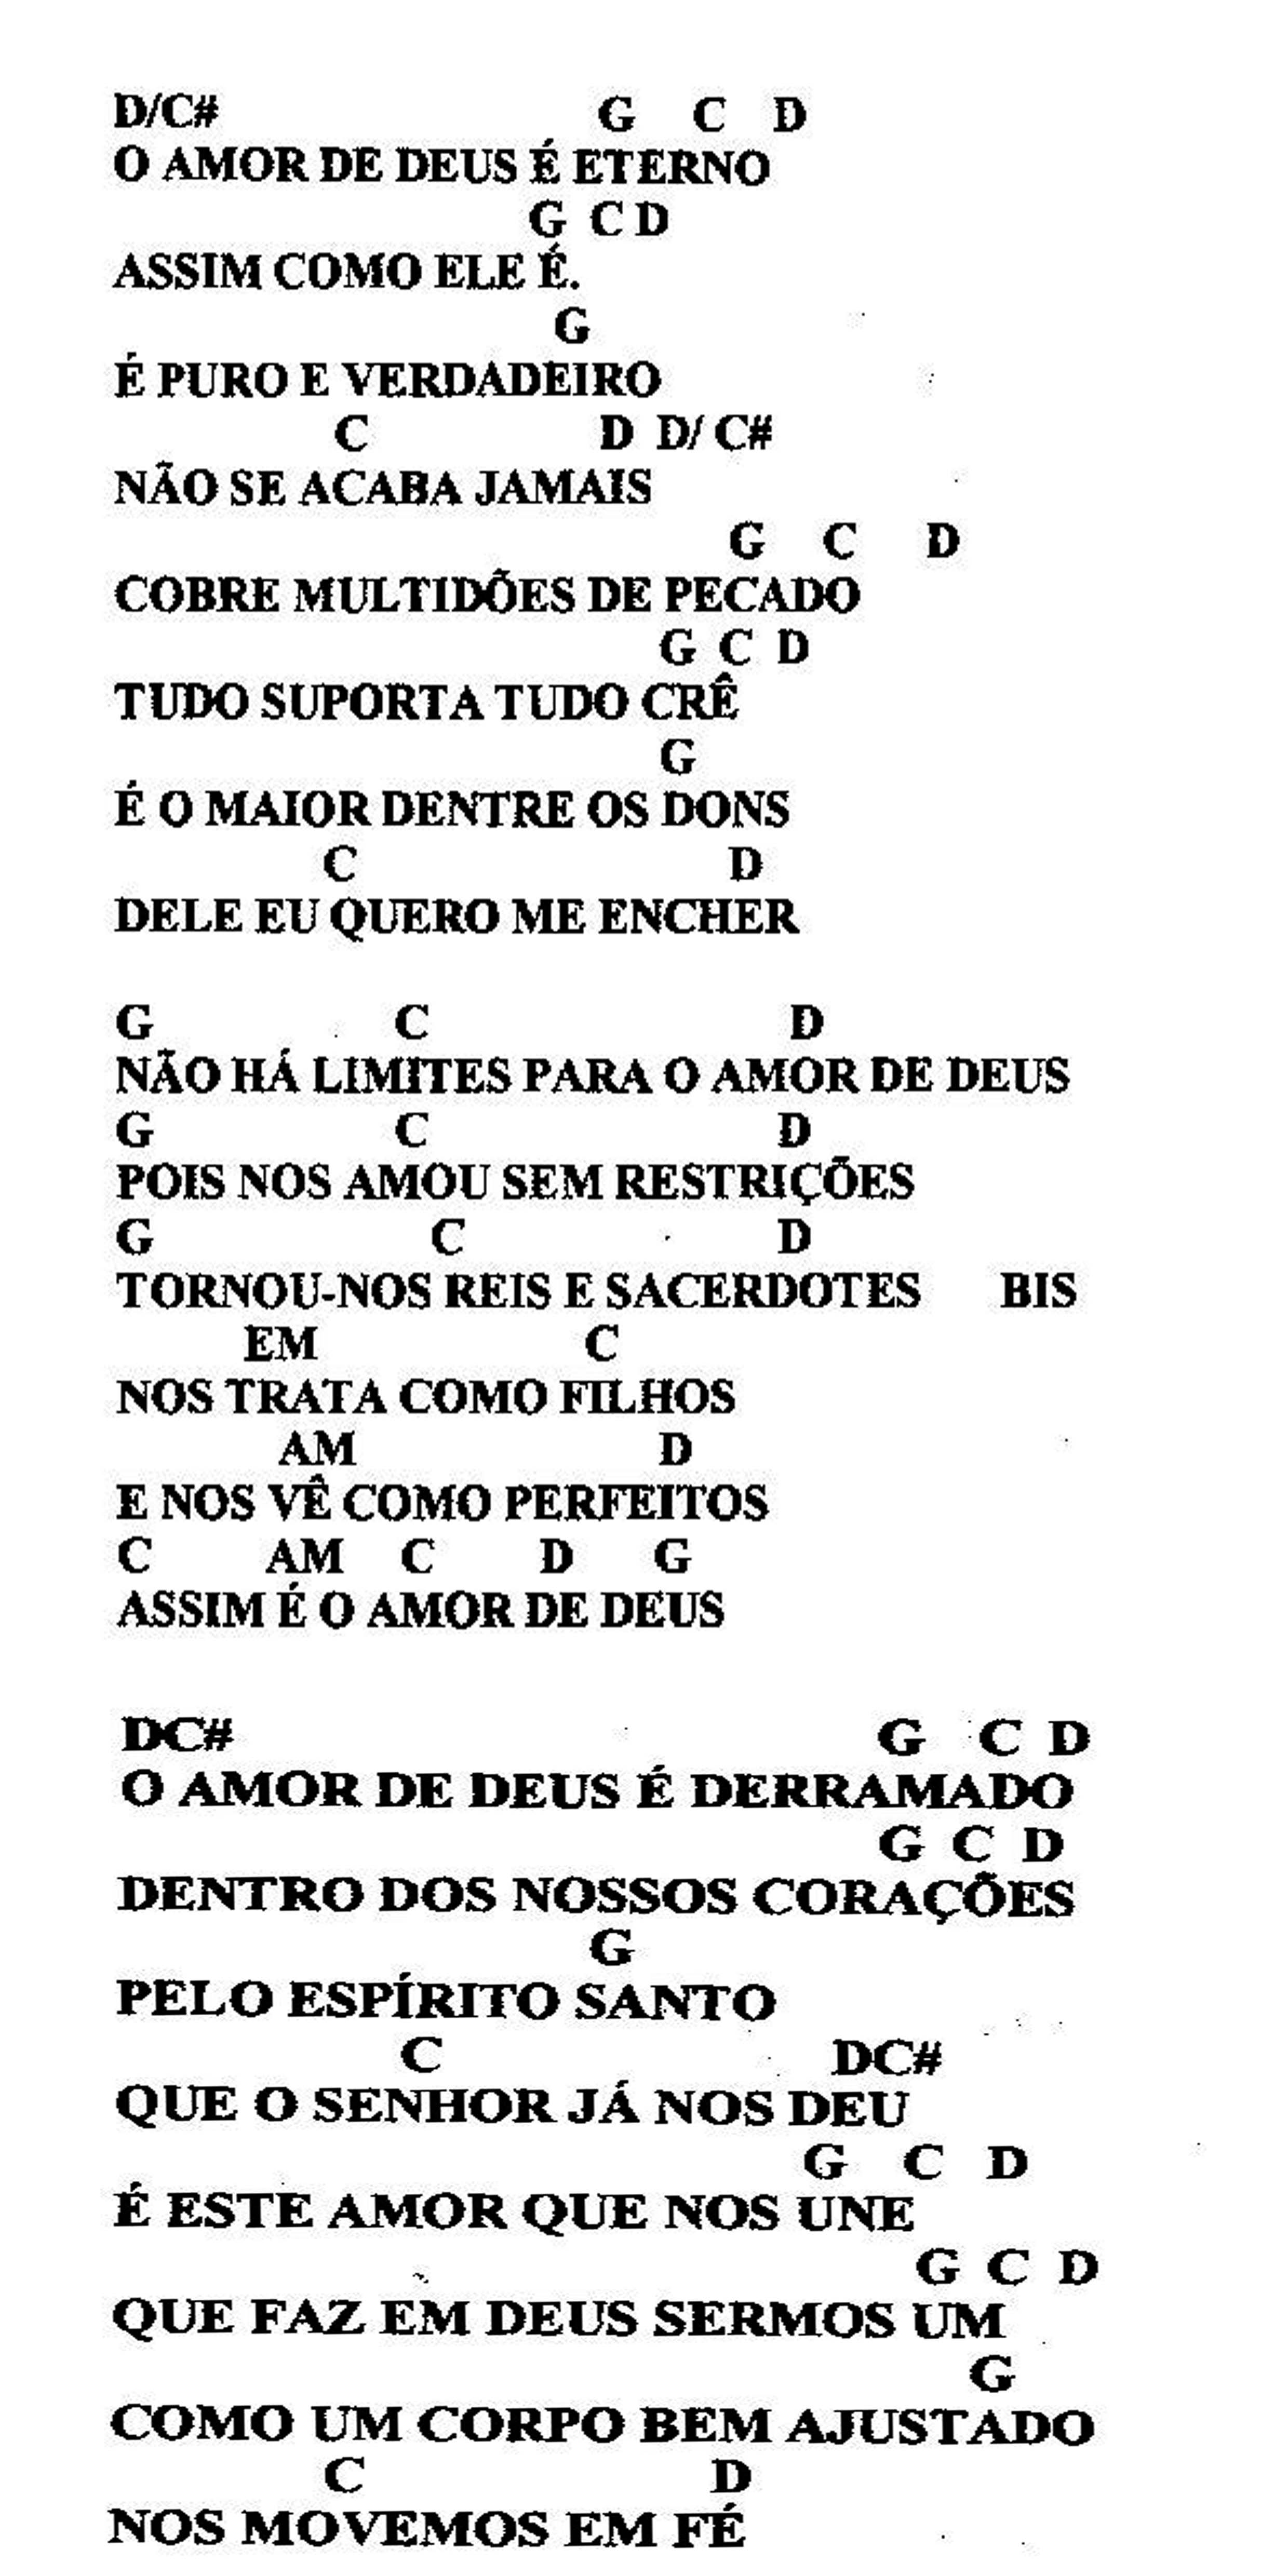 D/C# G C D
O AMOR DE DEUS É ETERNO
G C D
ASSIM COMO ELE É.
G
É PURO E VERDADEIRO
C D D/ C#
NÃO SE ACABA JAMAIS
G C D
COBRE MULTIDÕES DE PECADO
G C D
TUDO SUPORTA TUDO CRÊ
G
É O MAIOR DENTRE OS DONS
C D
DELE EU QUERO ME ENCHER
G C D
NÃO HÁ LIMITES PARA O AMOR DE DEUS
G C D
POIS NOS AMOU SEM RESTRIÇÕES
G C D
TORNOU-NOS REIS E SACERDOTES BIS
EM C
NOS TRATA COMO FILHOS
AM D
E NOS VÊ COMO PERFEITOS
C AM C D G
ASSIM É O AMOR DE DEUS
DC# G C D
O AMOR DE DEUS É DERRAMADO
G C D
DENTRO DOS NOSSOS CORAÇÕES
G
PELO ESPÍRITO SANTO
C DC#
QUE O SENHOR JÁ NOS DEU
G C D
É ESTE AMOR QUE NOS UNE
G C D
QUE FAZ EM DEUS SERMOS UM
G
COMO UM CORPO BEM AJUSTADO
C D
NOS MOVEMOS EM FÉ